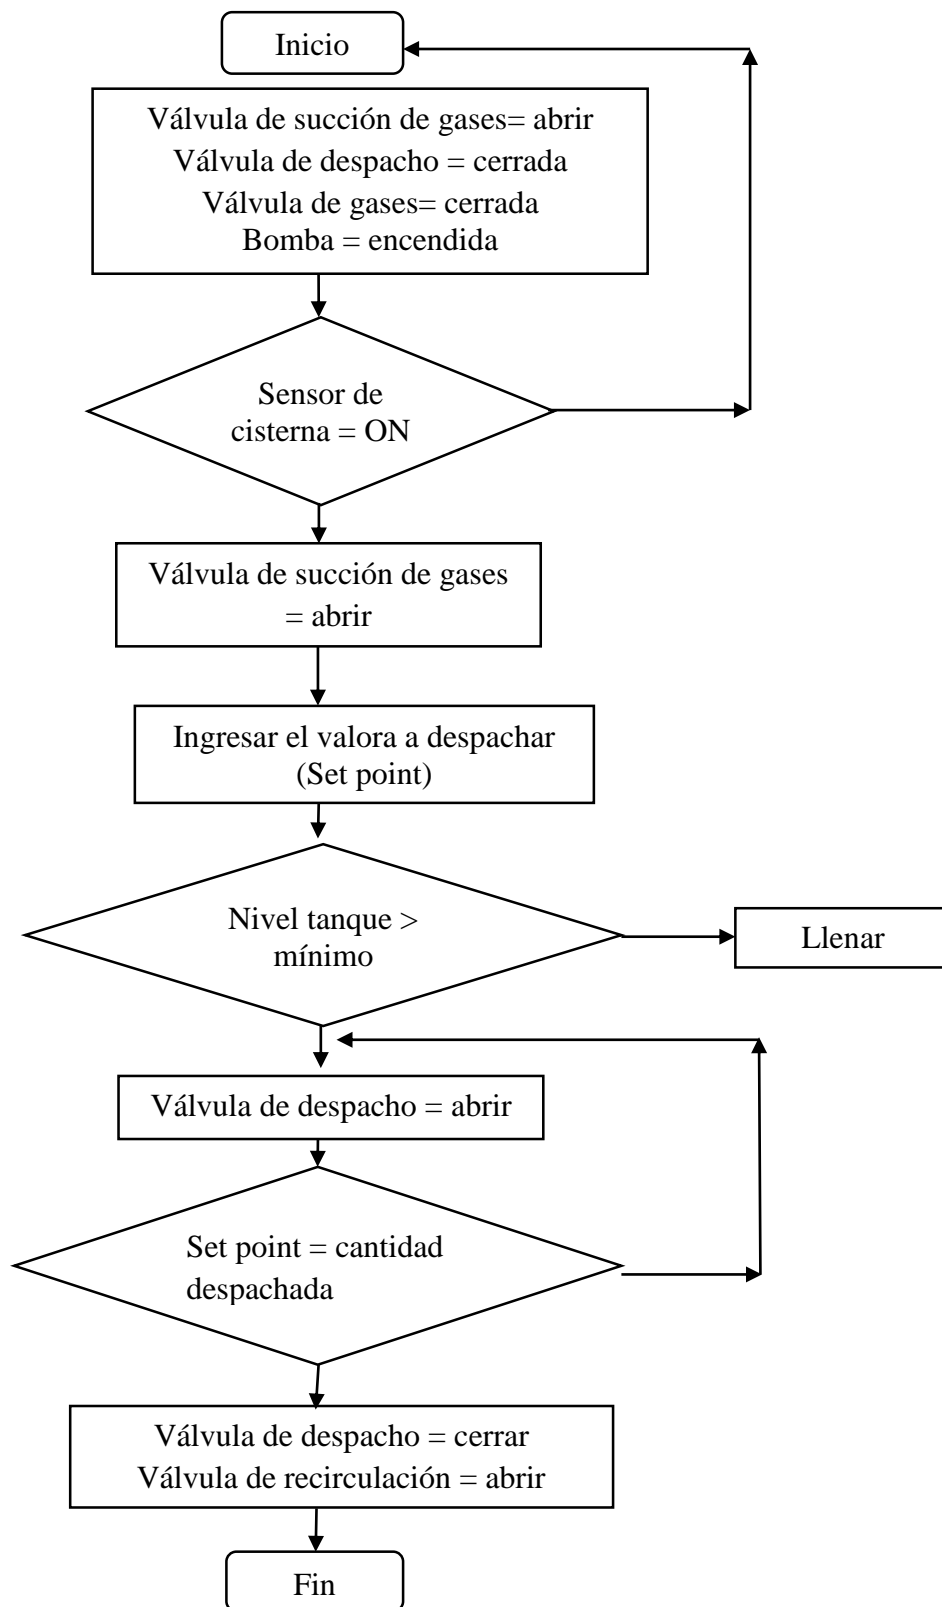 Inicio
Válvula de succión de gases= abrir
Válvula de despacho = cerrada
Válvula de gases= cerrada
Bomba = encendida
Sensor de
cisterna = ON
Válvula de succión de gases
= abrir
Ingresar el valora a despachar
(Set point)
Nivel tanque >
mínimo
Llenar
Válvula de despacho = abrir
Set point = cantidad
despachada
Válvula de despacho = cerrar
Válvula de recirculación = abrir
Fin